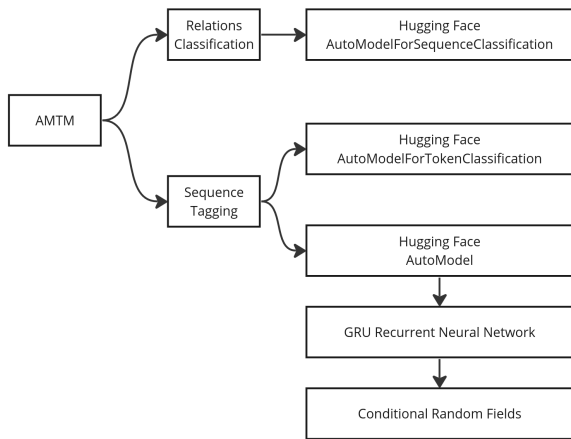 Relations
Classification
Hugging Face
AutoModelForSequenceClassification
AMTM
Hugging Face
AutoModelForTokenClassification
Sequence
Tagging
Hugging Face
AutoModel
GRU Recurrent Neural Network
Conditional Random Fields